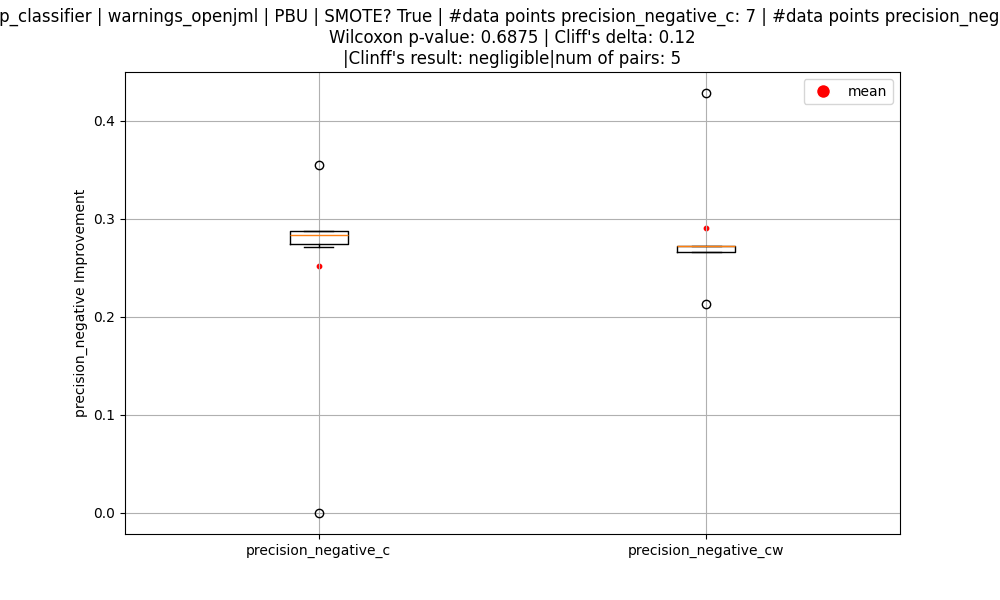 p_classifier | warnings_openjml | PBU | SMOTE? True | #data points precision_negative_c: 7 | #data points precision_neg
Wilcoxon p-value: 0.6875 | Cliff's delta: 0.12
|Clinff's result: negligible|num of pairs: 5
mean
0.4
0.3
0.2
0.1
0.0
precision_negative Improvement
precision_negative_c
precision_negative_cw